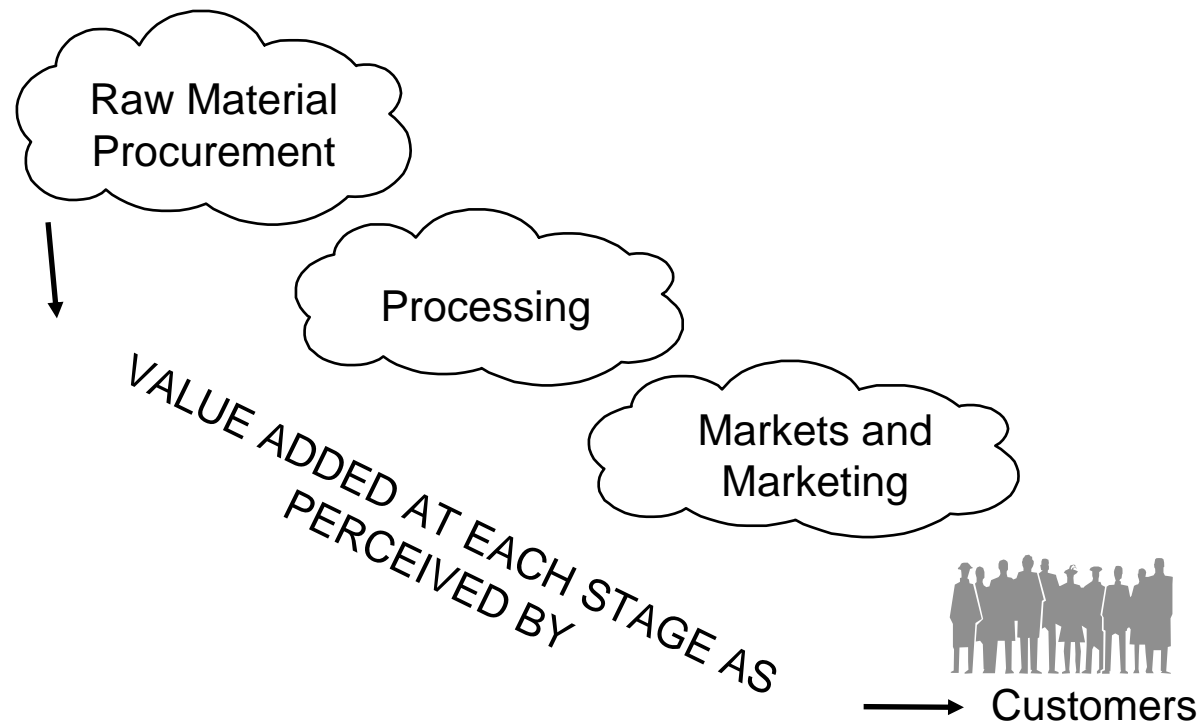 Raw Material
Procurement
Processing
Markets and
Marketing
VALUE ADDED AT EACH STAGE AS
PERCEIVED BY
Customers